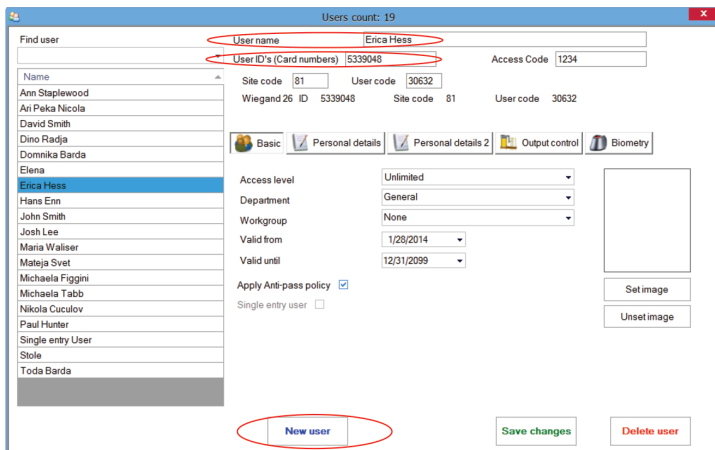 Users count: 19
x
Find user
User name Erica Hess
User ID's (Card numbers) 5339048 Access Code 1234
Name
Site code 81 User code 30632
Wiegand 26 ID 5339048 Site code 81 User code 30632
Ann Staplewood
Ari Peka Nicola
David Smith
Dino Radja
Domnika Barda
Elena
Erica Hess
Hans Enn
John Smith
Josh Lee
Maria Waliser
Mateja Svet
Michaela Figgini
Michaela Tabb
Nikola Cuculov
Paul Hunter
Single entry User
Stole
Toda Barda
Basic Personal details Personal details 2 Output control Biometry
Access level Unlimited
Department General
Workgroup None
Valid from 1/28/2014
Valid until 12/31/2099
Apply Anti-pass policy
Single entry user
Set image
Unset image
New user Save changes Delete user